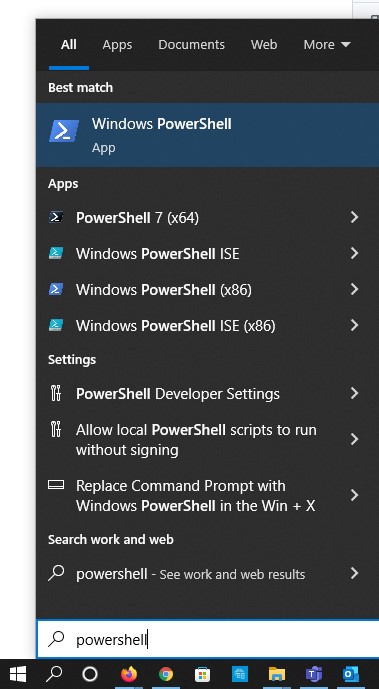 All Apps Documents Web More
Best match
Windows PowerShell
App
Apps
PowerShell 7 (x64)
Windows PowerShell ISE
Windows PowerShell (x86)
Windows PowerShell ISE (x86)
Settings
PowerShell Developer Settings
Allow local PowerShell scripts to run
without signing
Replace Command Prompt with
Windows PowerShell in the Win + X
Search work and web
powershell - See work and web results
powershell